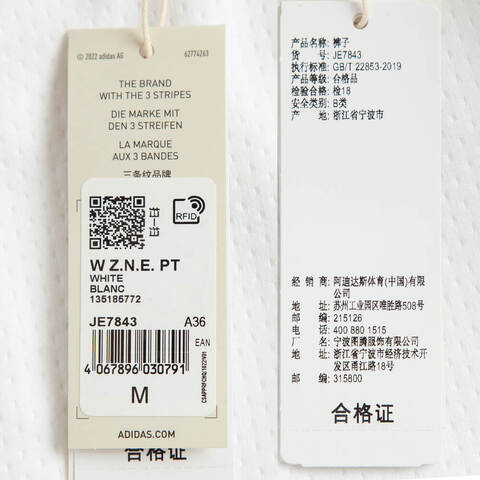 © 2022 adidas AG
62774263
THE BRAND
WITH THE 3 STRIPES
DIE MARKE MIT
DEN 3 STREIFEN
LA MARQUE
AUX 3 BANDES
三条纹品牌
RFID
W Z.N.E. PT
WHITE
BLANC
135185772
JE7843 A36
EAN
4 067896 030791
M
ADIDAS.COM
合格证
产品名称: 裤子
货 号: JE7843
执行标准: GB/T 22853-2019
产品等级: 合格品
检验合格: 检18
安全类别: B类
产 地: 浙江省宁波市
经 销 商: 阿迪达斯体育(中国)有限
公司
地 址: 苏州工业园区唯胜路508号
邮 编: 215126
电 话: 400 880 1515
厂 名: 宁波图腾服饰有限公司
地 址: 浙江省宁波市经济技术开
发区甬江路18号
邮 编: 315800
合格证